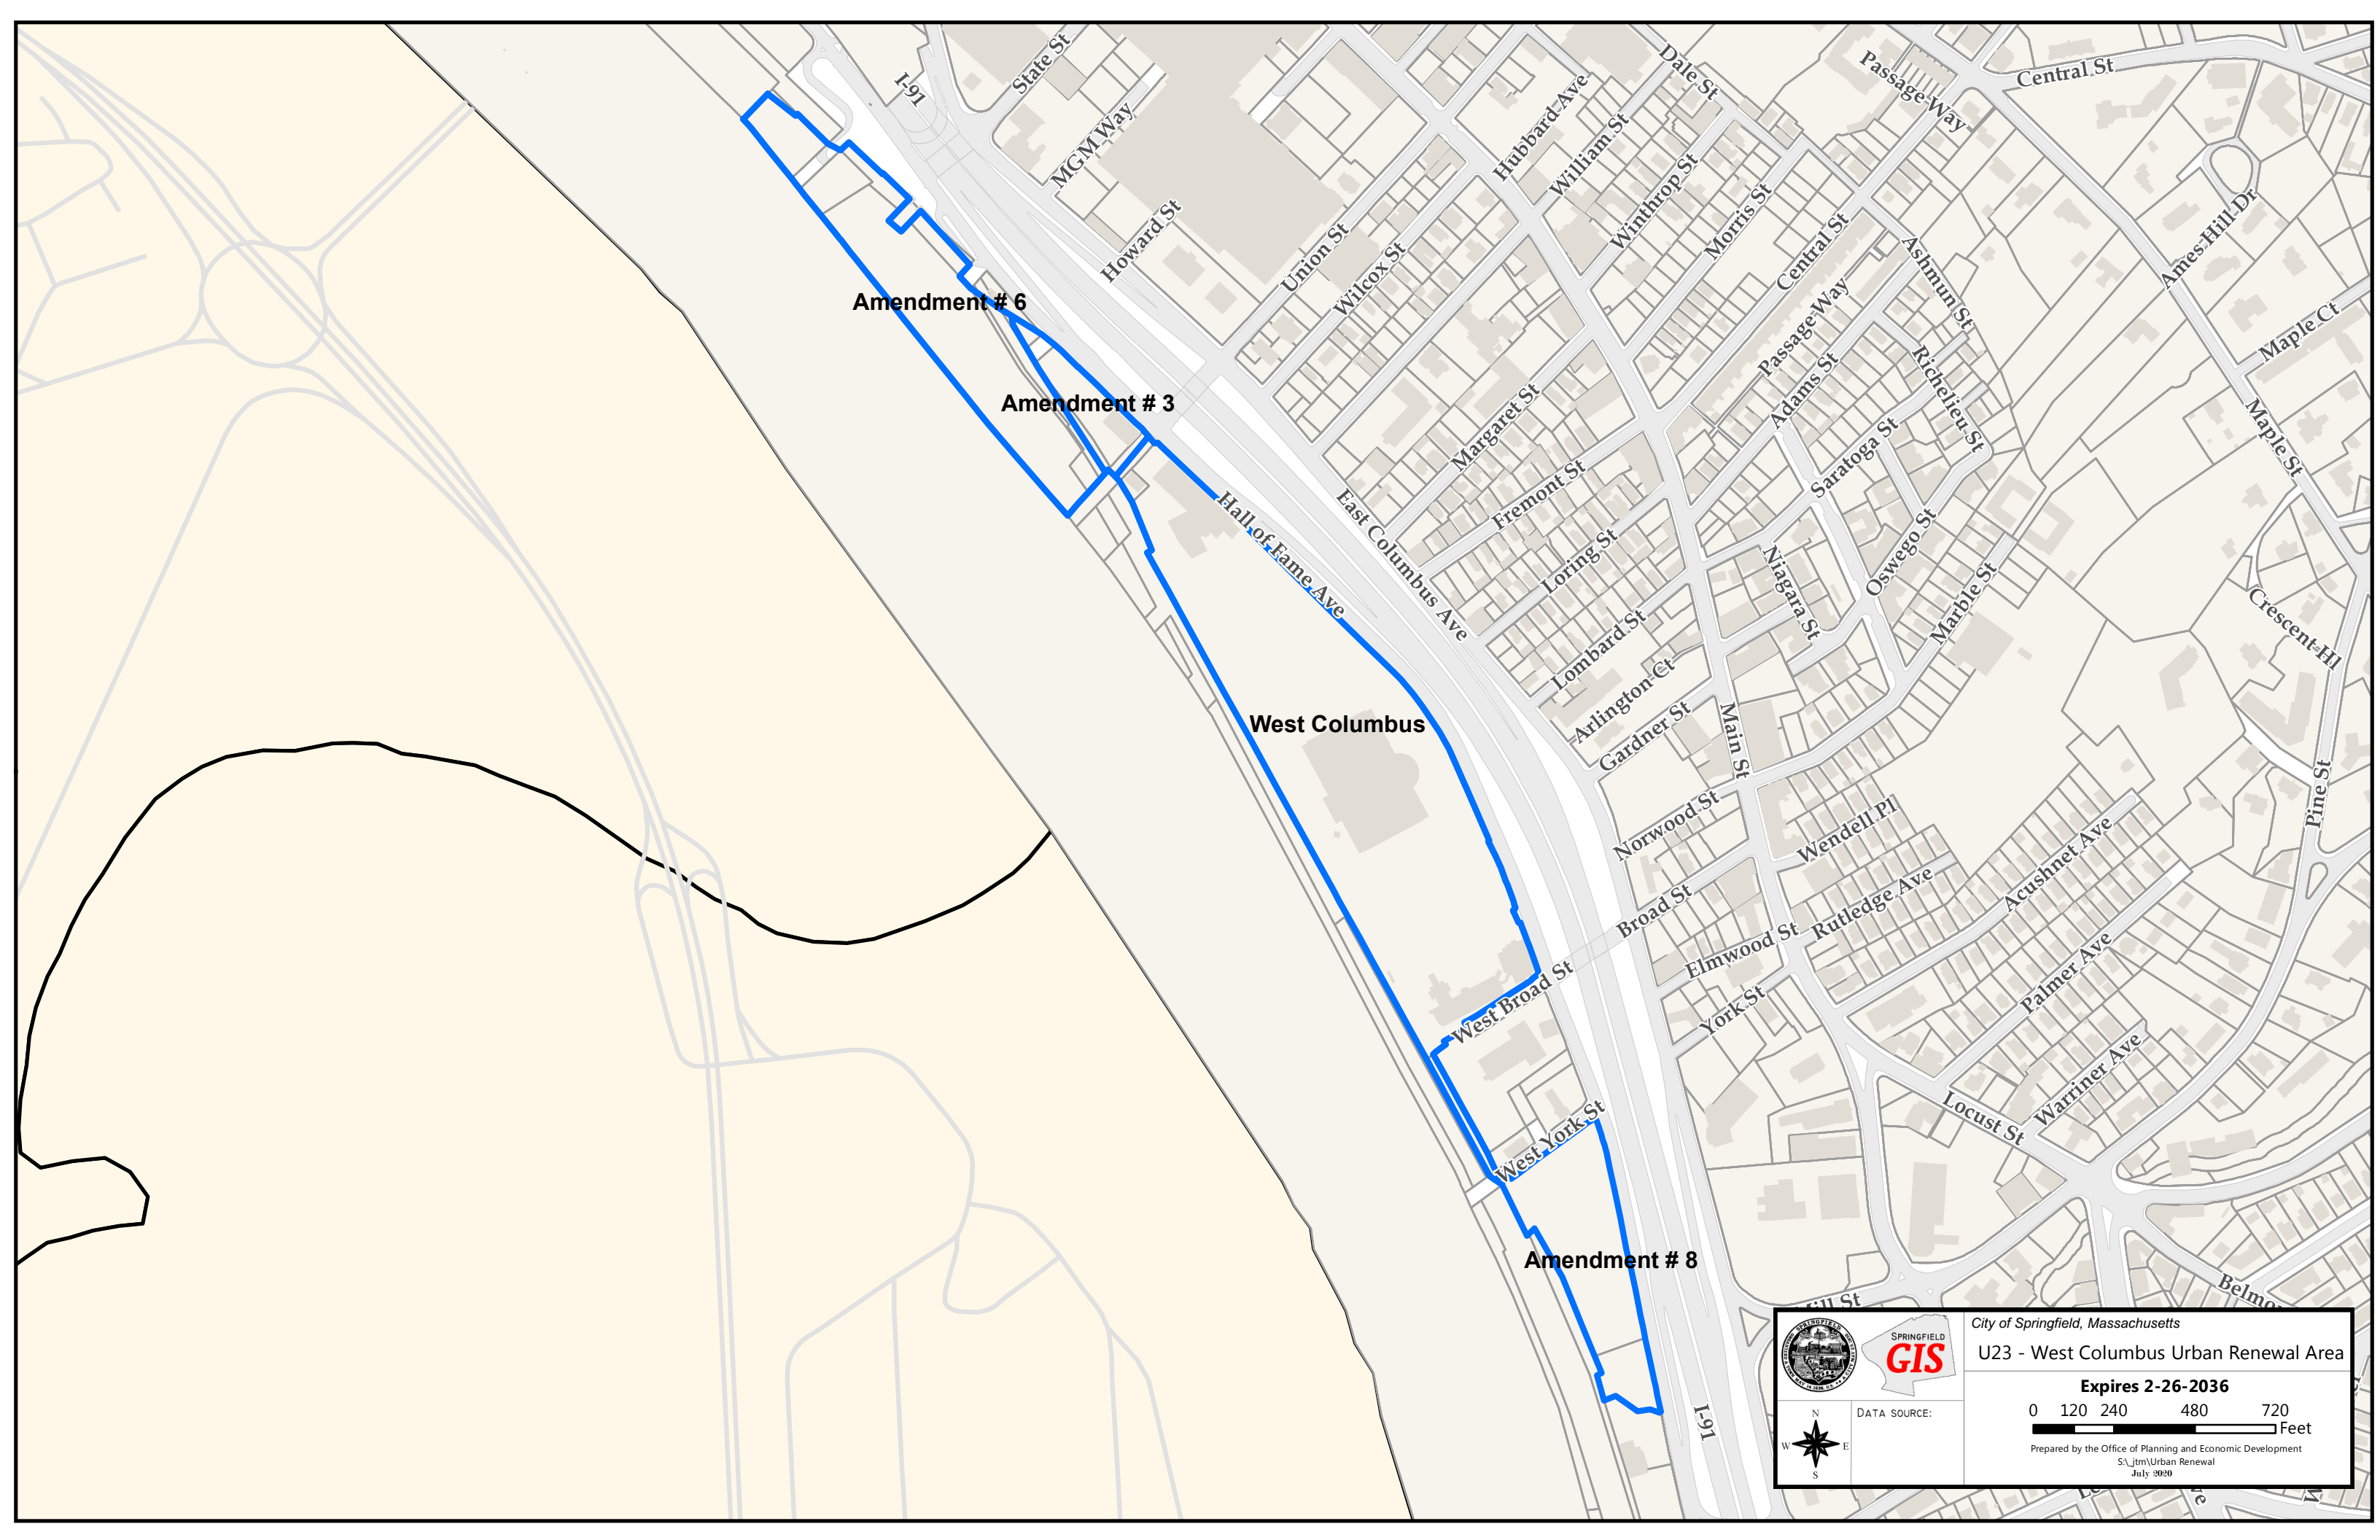 I-91
State St
MGM Way
Howard St
Union St
Wilcox St
Hubbard Ave
William St
Dale St
Winthrop St
Morris St
Central St
Passage Way
Central St
Ames Hill Dr
Ashmun St
Passage Way
Adams St
Richelieu St
Maple Ct
Maple St
Saratoga St
Margaret St
Fremont St
Loring St
Lombard St
Arlington Ct
Gardner St
Niagara St
Oswego St
Marble St
Crescent Hl
Amendment # 6
Amendment # 3
Hall of Fame Ave
East Columbus Ave
West Columbus
Main St
Norwood St
Wendell Pl
Pine St
Broad St
Rutledge Ave
Acushnet Ave
Elmwood St
Palmer Ave
York St
West Broad St
Warriner Ave
Locust St
West York St
Amendment # 8
Mill St
I-91
SPRINGFIELD
GIS
City of Springfield, Massachusetts
U23 - West Columbus Urban Renewal Area
Expires 2-26-2036
0 120 240 480 720
Feet
N
W E
S
DATA SOURCE:
Prepared by the Office of Planning and Economic Development
S:\_jtm\Urban Renewal
July 2020